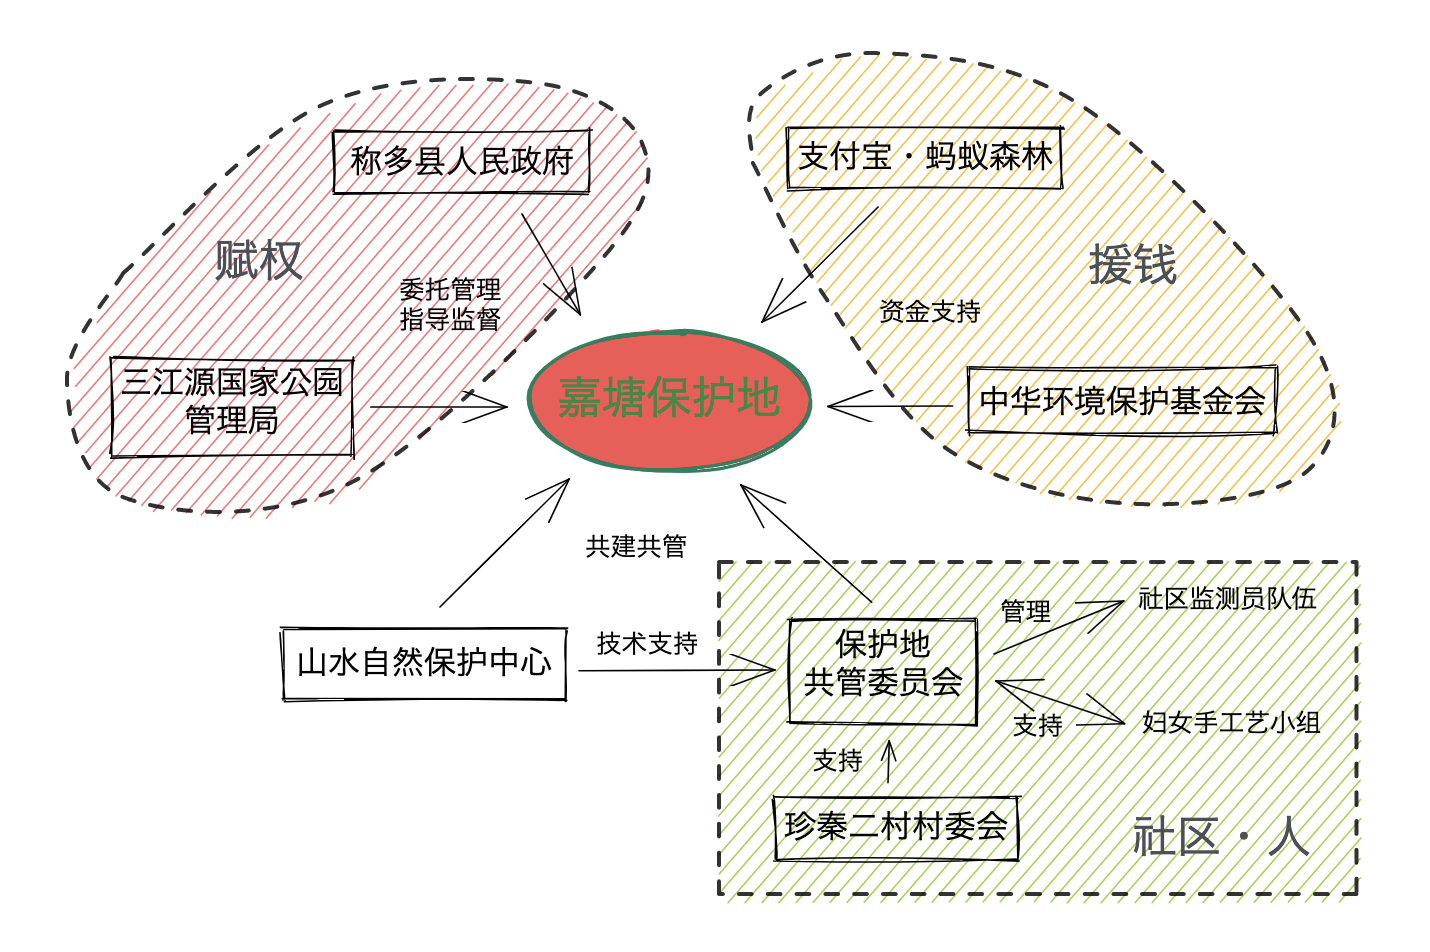 称多县人民政府
支付宝·蚂蚁森林
赋权
援钱
委托管理
指导监督
资金支持
三江源国家公园
管理局
嘉塘保护地
中华环境保护基金会
共建共管
管理
社区监测员队伍
技术支持
保护地
共管委员会
山水自然保护中心
支持
妇女手工艺小组
支持
珍秦二村村委会
社区·人